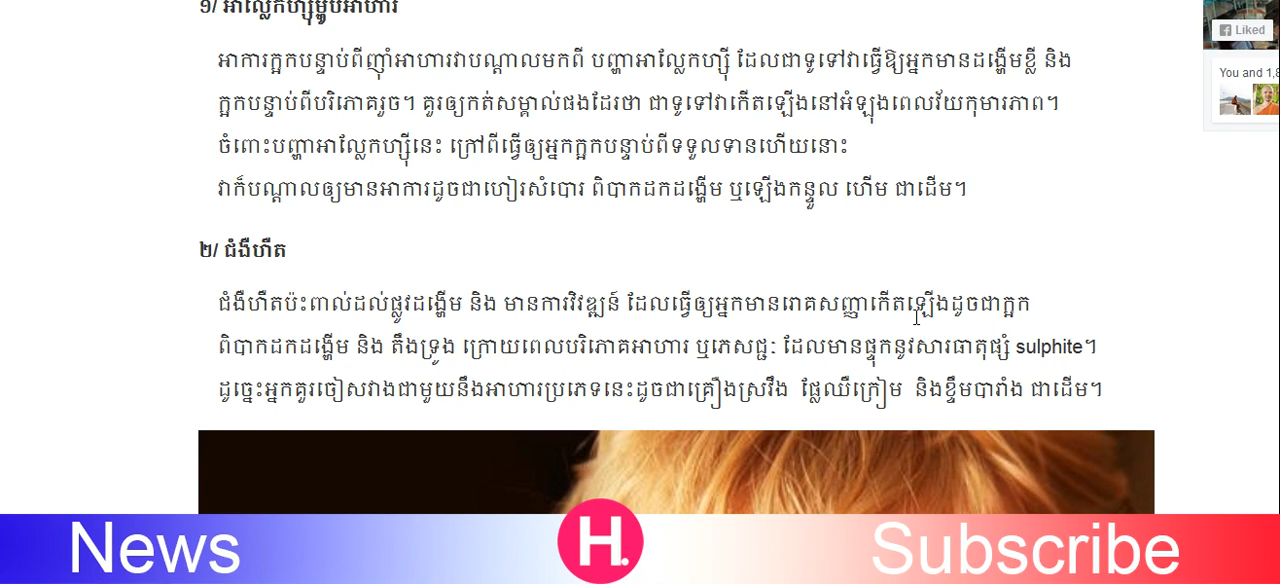 ១/ អាល្លែកហ្ស៊ីម្ហូបអាហារ
អាការក្អកបន្ទាប់ពីញ៉ាំអាហារវាបណ្ដាលមកពី បញ្ហាអាល្លែកហ្ស៊ី ដែលជាទូទៅវាធ្វើឱ្យអ្នកមានដង្ហើមខ្លី និង
ក្អកបន្ទាប់ពីបរិភោគរួច។ គួរឲ្យកត់សម្គាល់ផងដែរថា ជាទូទៅវាកើតឡើងនៅអំឡុងពេលវ័យកុមារភាព។
ចំពោះបញ្ហាអាល្លែកហ្ស៊ីនេះ ក្រៅពីធ្វើឲ្យអ្នកក្អកបន្ទាប់ពីទទួលទានហើយនោះ
វាក៏បណ្ដាលឲ្យមានអាការដូចជាហៀរសំបោរ ពិបាកដកដង្ហើម ឬឡើងកន្ទួល ហើម ជាដើម។
២/ ជំងឺហឺត
ជំងឺហឺតប៉ះពាល់ដល់ផ្លូវដង្ហើម និង មានការវិវឌ្ឍន៍ ដែលធ្វើឲ្យអ្នកមានរោគសញ្ញាកើតឡើងដូចជាក្អក
ពិបាកដកដង្ហើម និង តឹងទ្រូង ក្រោយពេលបរិភោគអាហារ ឬភេសជ្ជៈ ដែលមានផ្ទុកនូវសារធាតុផ្សំ sulphite។
ដូច្នេះអ្នកគួរចៀសវាងជាមួយនឹងអាហារប្រភេទនេះដូចជាគ្រឿងស្រវឹង ផ្លែឈើក្រៀម និងខ្ទឹមបារាំង ជាដើម។
Liked
You and 1,8
News
H.
Subscribe